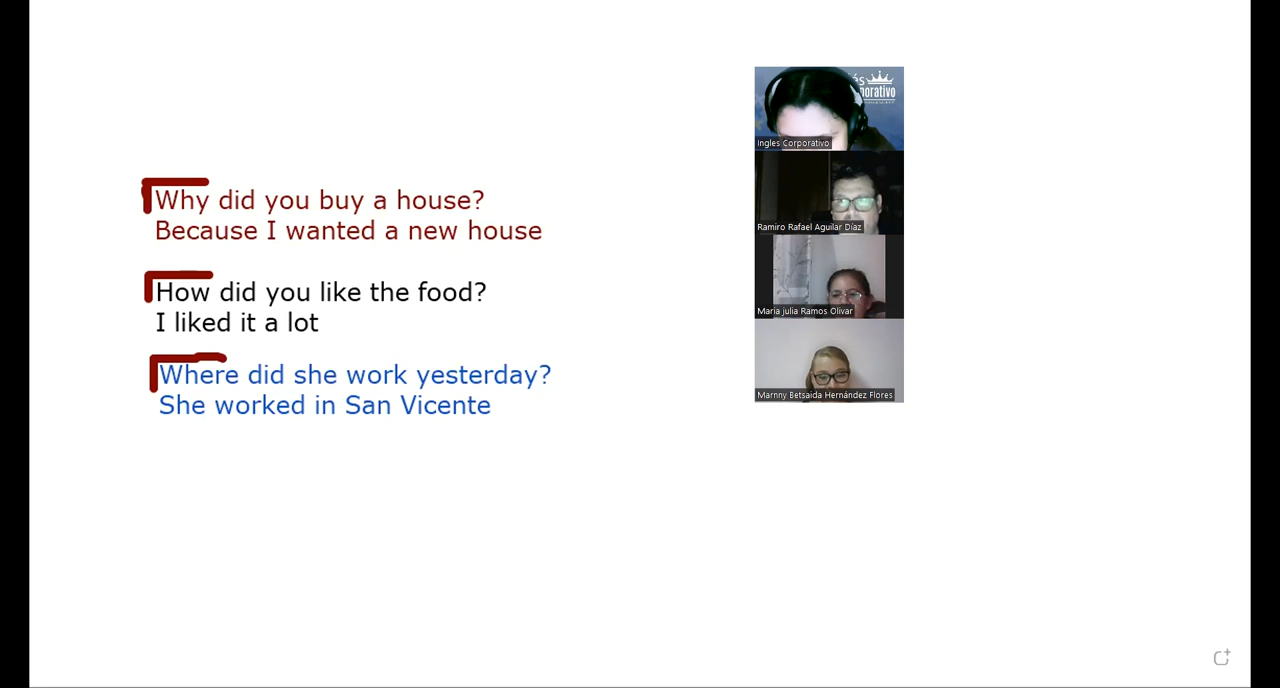 Why did you buy a house?
Because I wanted a new house
How did you like the food?
I liked it a lot
Where did she work yesterday?
She worked in San Vicente
Ingles Corporativo
Ramiro Rafael Aguilar Díaz
Maria julia Ramos Olivar
Marnny Betsaida Hernández Flores